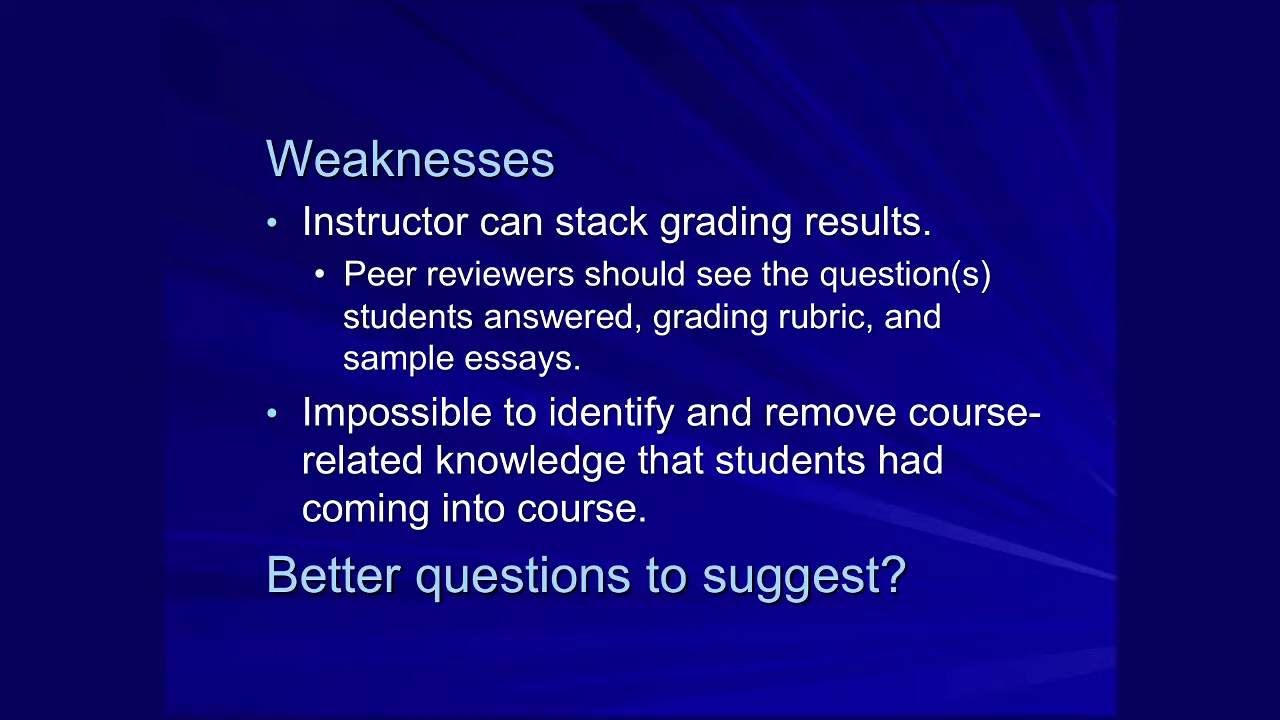 Weaknesses
• Instructor can stack grading results.
• Peer reviewers should see the question(s)
students answered, grading rubric, and
sample essays.
• Impossible to identify and remove course-
related knowledge that students had
coming into course.
Better questions to suggest?